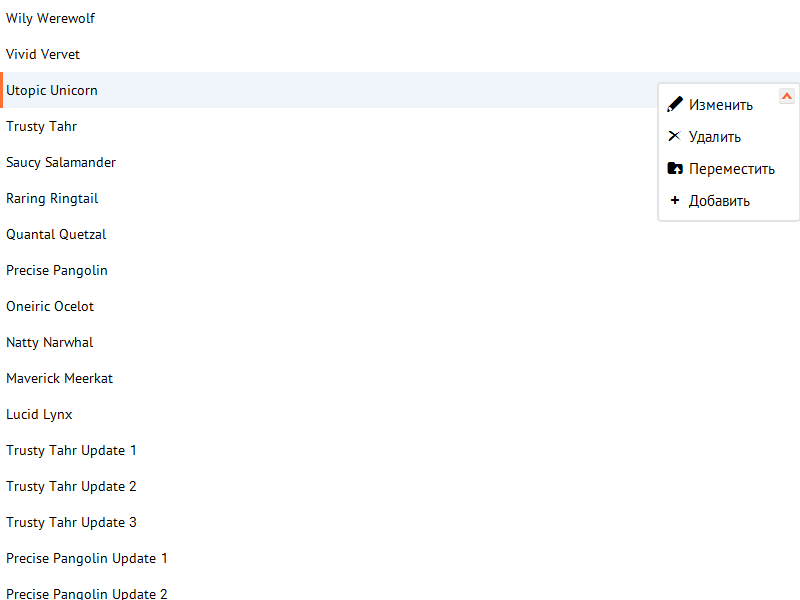 Wily Werewolf
Vivid Vervet
Utopic Unicorn
Изменить
Trusty Tahr
Удалить
Saucy Salamander
Переместить
Raring Ringtail
Добавить
Quantal Quetzal
Precise Pangolin
Oneiric Ocelot
Natty Narwhal
Maverick Meerkat
Lucid Lynx
Trusty Tahr Update 1
Trusty Tahr Update 2
Trusty Tahr Update 3
Precise Pangolin Update 1
Precise Pangolin Update 2